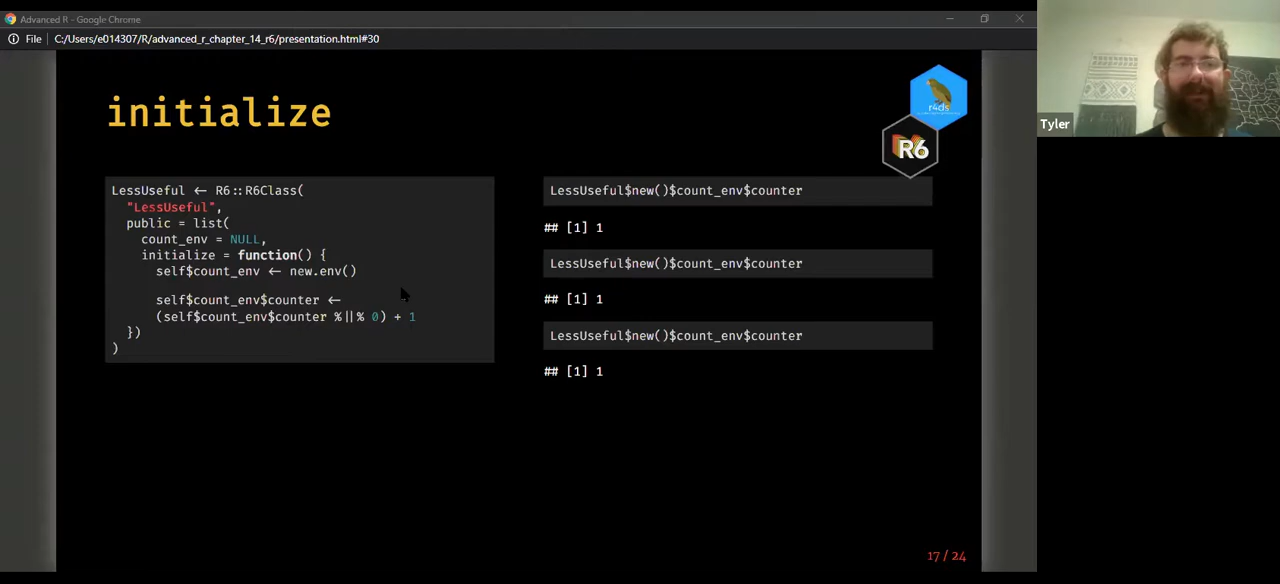 Advanced R - Google Chrome
File C:/Users/e014307/R/advanced_r_chapter_14_r6/presentation.html#30
initialize
r4ds
R6
Tyler
LessUseful <- R6::R6Class(
"LessUseful",
public = list(
count_env = NULL,
initialize = function() {
self$count_env <- new.env()
self$count_env$counter <-
(self$count_env$counter %||% 0) + 1
})
)
LessUseful$new()$count_env$counter
## [1] 1
LessUseful$new()$count_env$counter
## [1] 1
LessUseful$new()$count_env$counter
## [1] 1
17 / 24